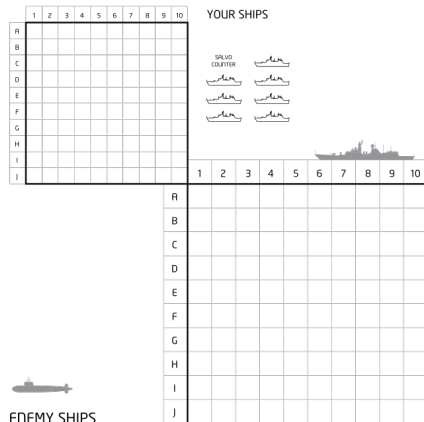 1 2 3 4 5 6 7 8 9 10
YOUR SHIPS
A
B
C
D
E
F
G
H
I
J
SALVO
COUNTER
1 2 3 4 5 6 7 8 9 10
A
B
C
D
E
F
G
H
I
J
ENEMY SHIPS